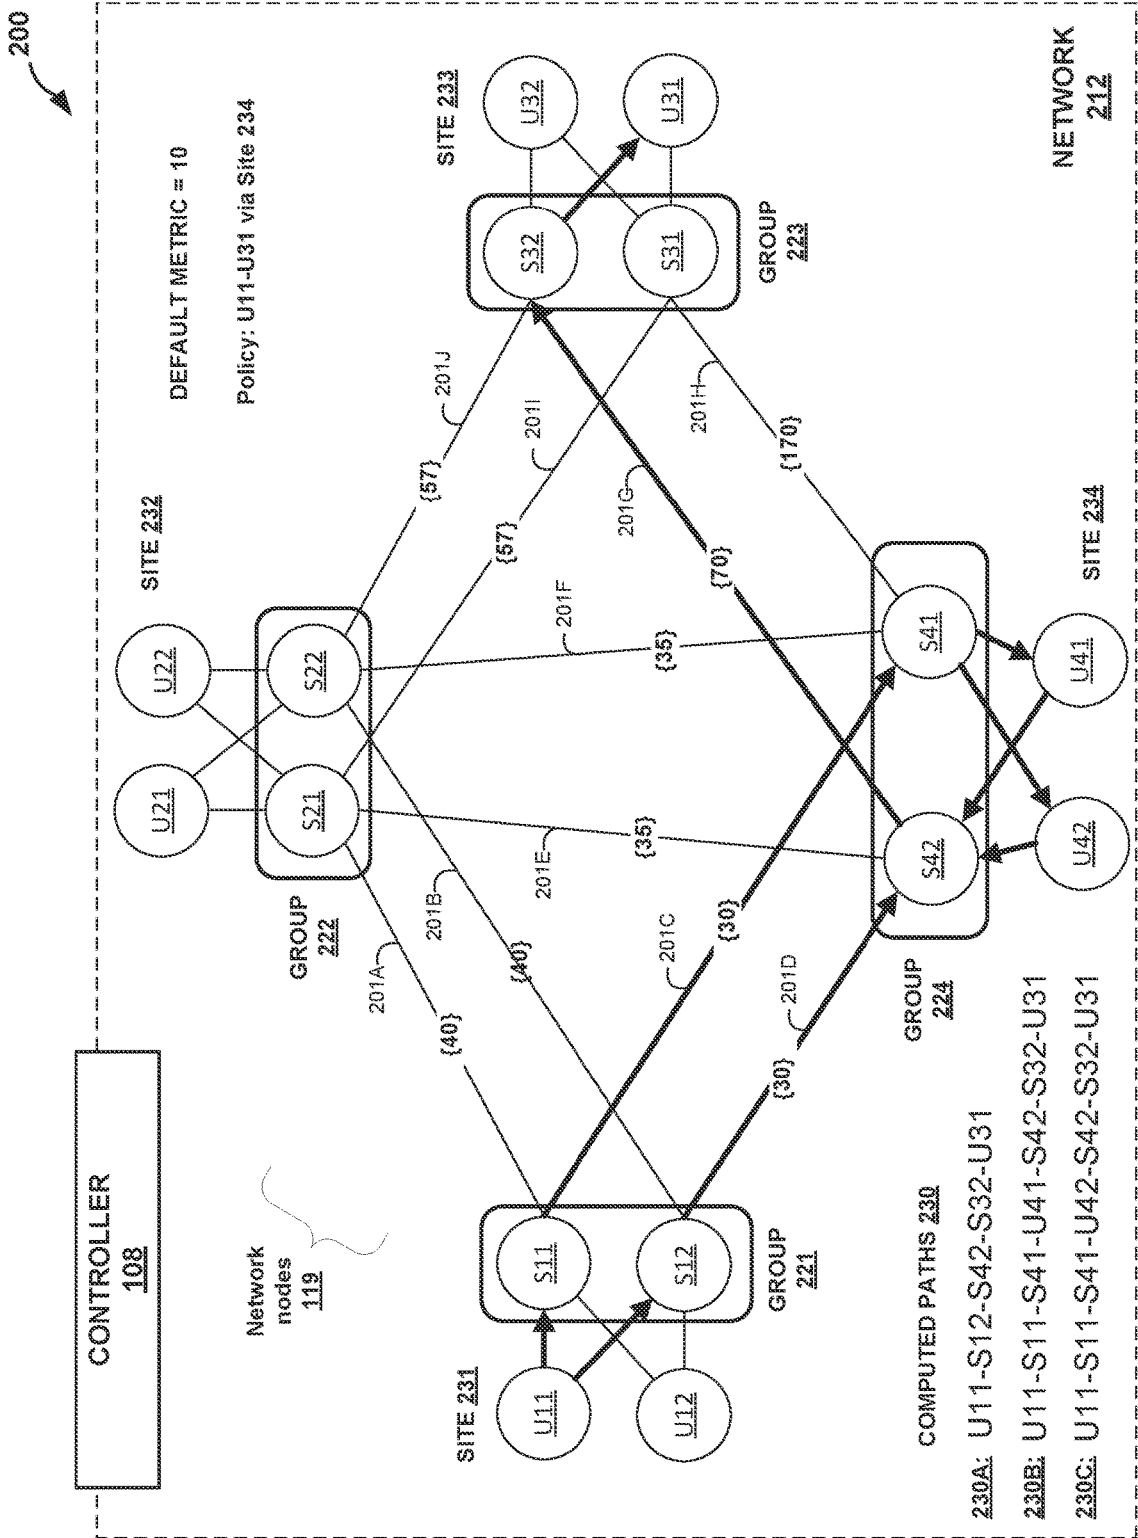 200
CONTROLLER
108
Network
nodes
119
DEFAULT METRIC = 10
Policy: U11-U31 via Site 234
SITE 232
U21
U22
S21
S22
GROUP
222
SITE 231
U11
U12
S11
S12
GROUP
221
SITE 233
U32
U31
S32
S31
GROUP
223
201A
{40}
201B
{40}
201C
{30}
201D
{30}
201E
{35}
201F
{35}
201G
{70}
201H
{170}
201I
{57}
201J
{57}
GROUP
224
S42
S41
U42
U41
SITE 234
NETWORK
212
COMPUTED PATHS 230
230A: U11-S12-S42-S32-U31
230B: U11-S11-S41-U41-S42-S32-U31
230C: U11-S11-S41-U42-S42-S32-U31